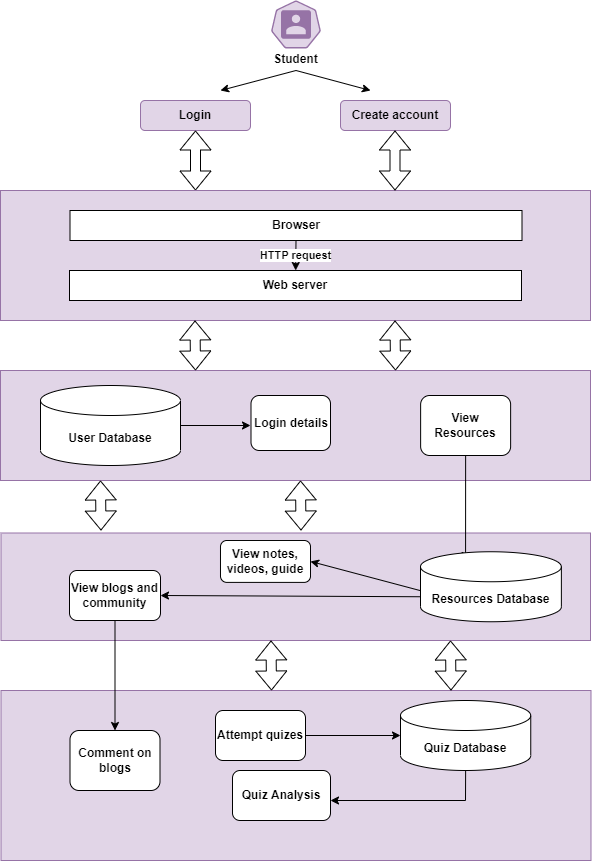 Student
Login
Create account
Browser
HTTP request
Web server
User Database
Login details
View
Resources
View notes,
videos, guide
View blogs and
community
Resources Database
Attempt quizes
Quiz Database
Comment on
blogs
Quiz Analysis